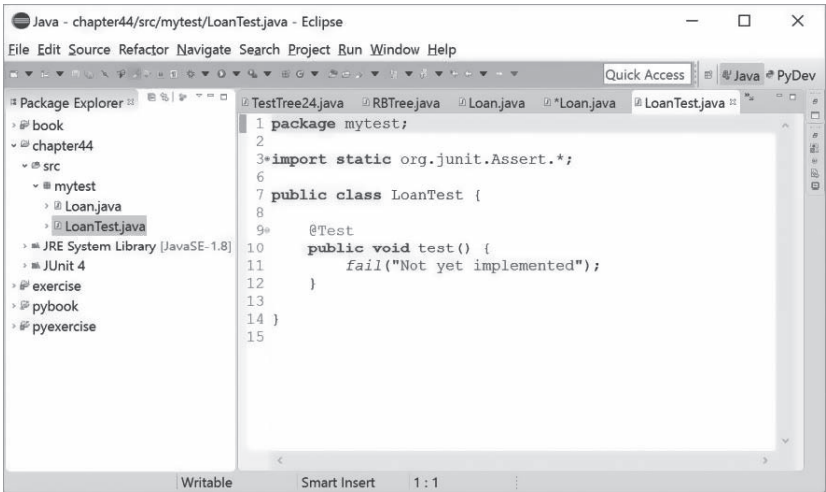 Java - chapter44/src/mytest/LoanTest.java - Eclipse
File Edit Source Refactor Navigate Search Project Run Window Help
Quick Access Java PyDev
Package Explorer
book
chapter44
src
mytest
Loan.java
LoanTest.java
JRE System Library [JavaSE-1.8]
JUnit 4
exercise
pybook
pyexercise
TestTree24.java RBTree.java Loan.java *Loan.java LoanTest.java
1 package mytest;
2
3 import static org.junit.Assert.*;
6
7 public class LoanTest {
8
9 @Test
10 public void test() {
11 fail("Not yet implemented");
12 }
13
14 }
15
Writable Smart Insert 1 : 1